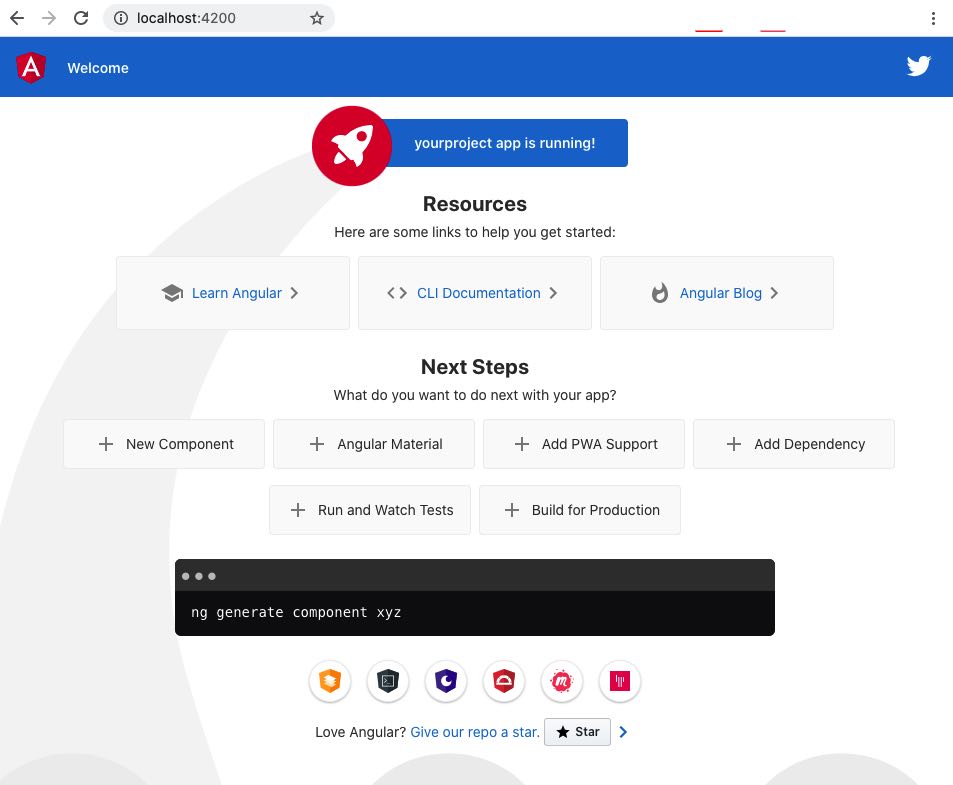 localhost:4200
Welcome
yourproject app is running!
Resources
Here are some links to help you get started:
Learn Angular
CLI Documentation
Angular Blog
Next Steps
What do you want to do next with your app?
New Component
Angular Material
Add PWA Support
Add Dependency
Run and Watch Tests
Build for Production
ng generate component xyz
Love Angular? Give our repo a star. Star